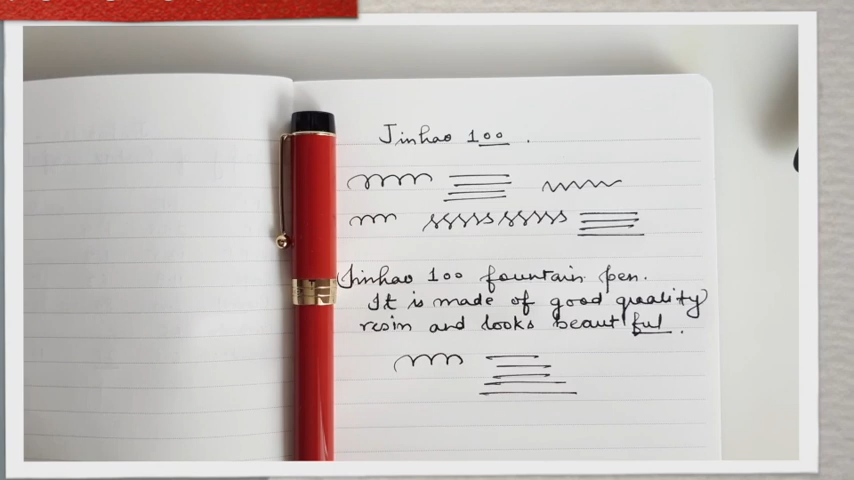 Jinhao 100 .
Jinhao 100 fountain pen.
It is made of good quality
resin and looks beautiful.